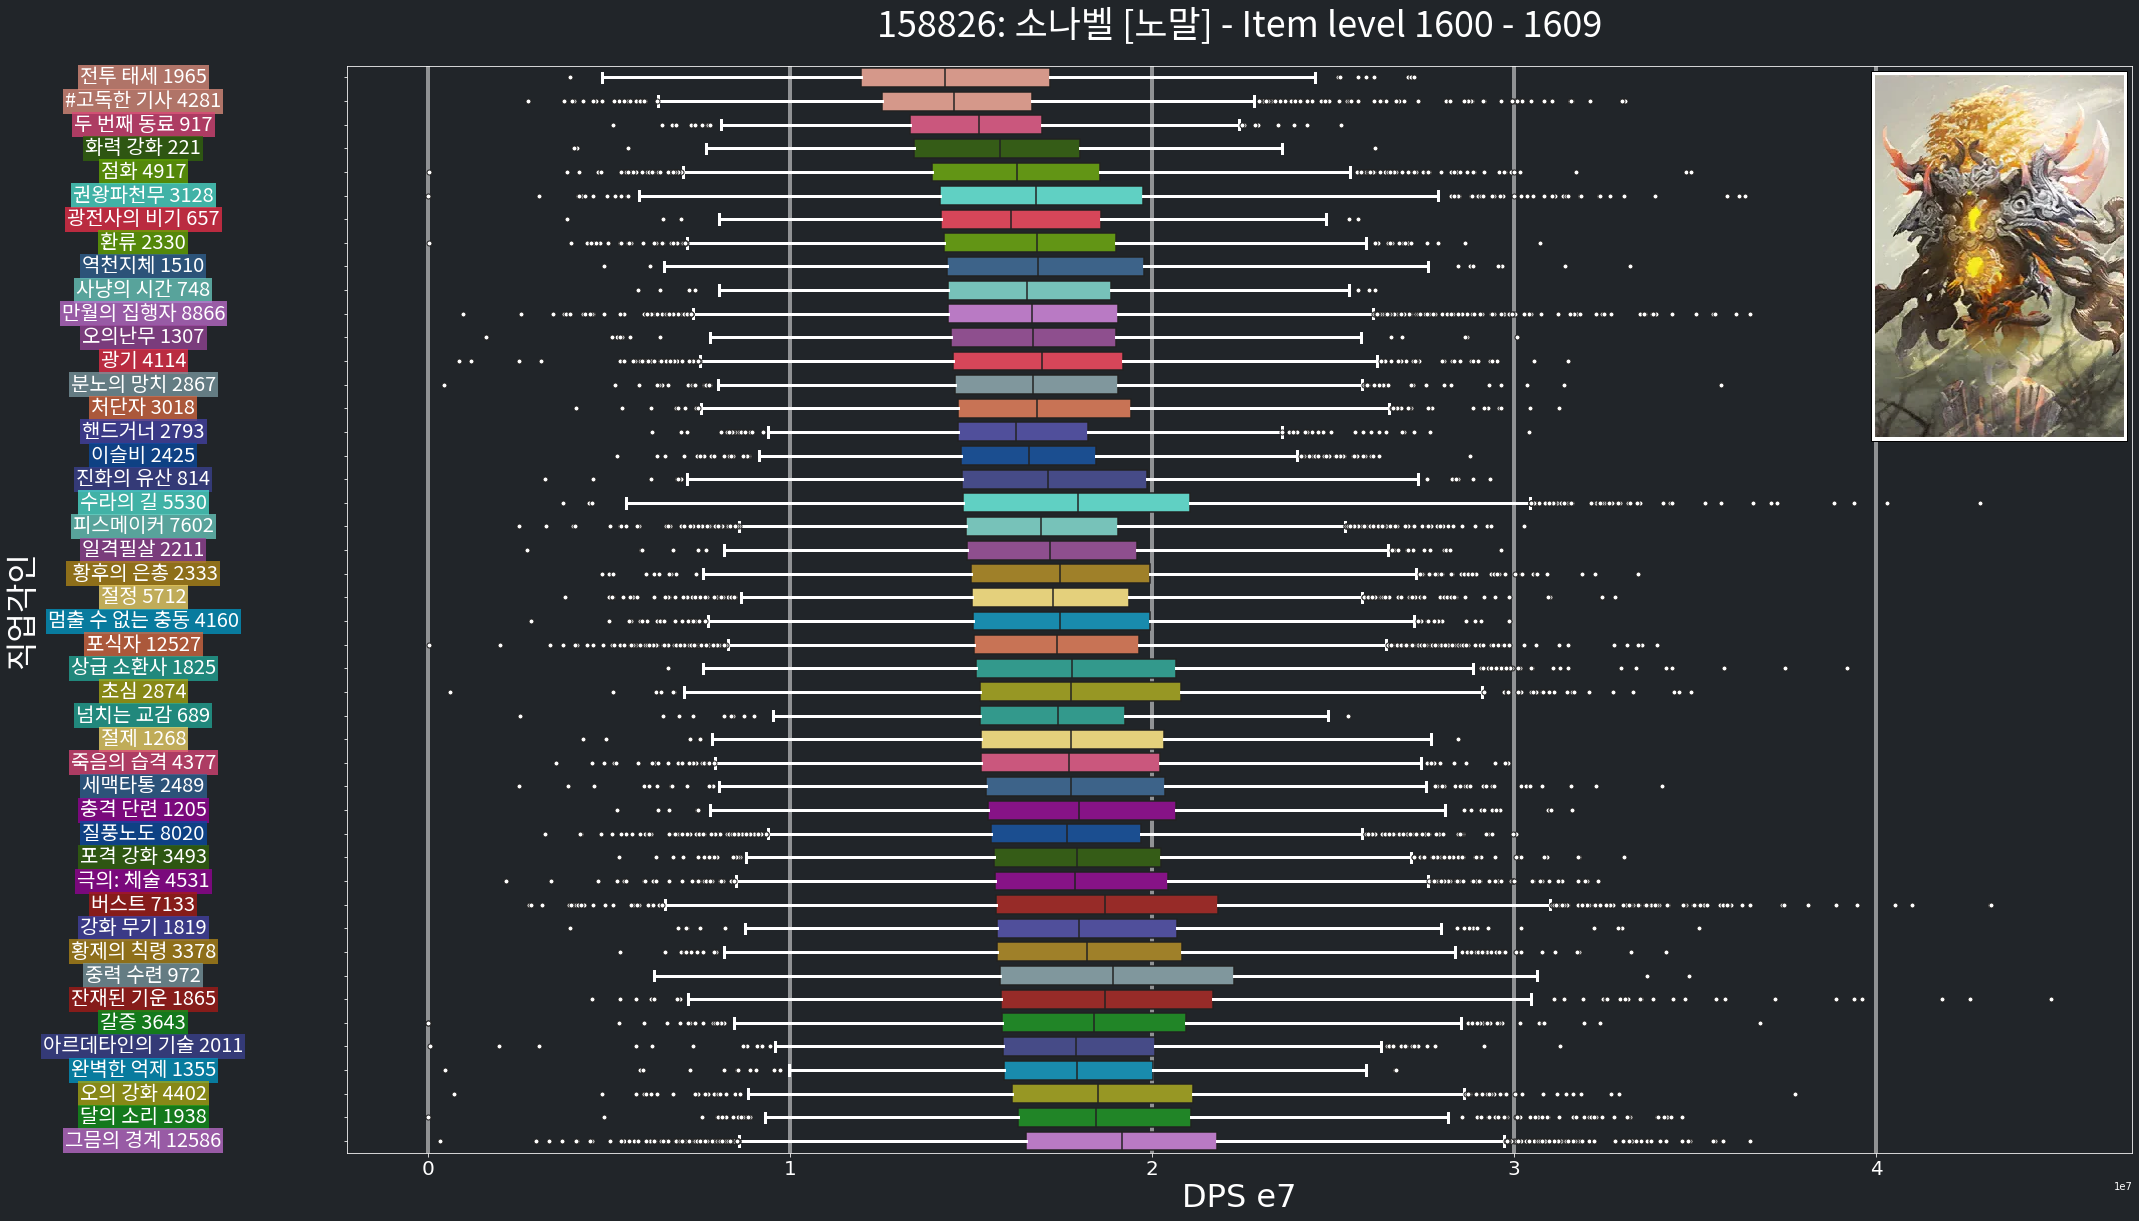 158826: 소나벨 [노말] - Item level 1600 - 1609
직업각인
전투 태세 1965
#고독한 기사 4281
두 번째 동료 917
화력 강화 221
점화 4917
권왕파천무 3128
광전사의 비기 657
환류 2330
역천지체 1510
사냥의 시간 748
만월의 집행자 8866
오의난무 1307
광기 4114
분노의 망치 2867
처단자 3018
핸드거너 2793
이슬비 2425
진화의 유산 814
수라의 길 5530
피스메이커 7602
일격필살 2211
황후의 은총 2333
절정 5712
멈출 수 없는 충동 4160
포식자 12527
상급 소환사 1825
초심 2874
넘치는 교감 689
절제 1268
죽음의 습격 4377
세맥타통 2489
충격 단련 1205
질풍노도 8020
포격 강화 3493
극의: 체술 4531
버스트 7133
강화 무기 1819
황제의 칙령 3378
중력 수련 972
잔재된 기운 1865
갈증 3643
아르데타인의 기술 2011
완벽한 억제 1355
오의 강화 4402
달의 소리 1938
그믐의 경계 12586
0 1 2 3 4
1e7
DPS e7